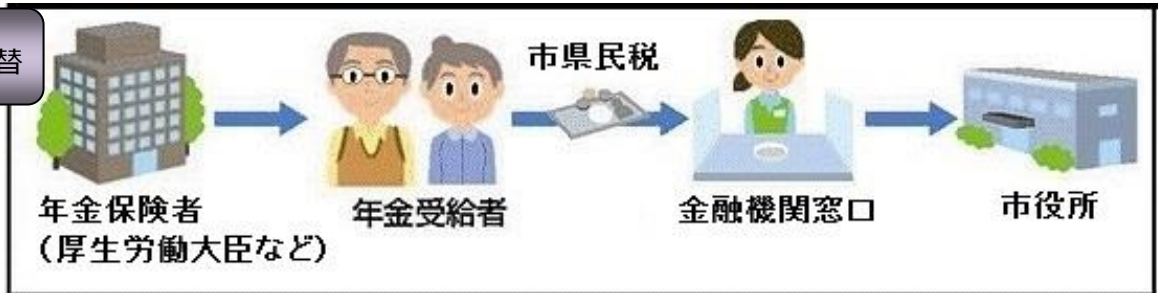 替
市県民税
年金保険者
(厚生労働大臣など)
年金受給者
金融機関窓口
市役所